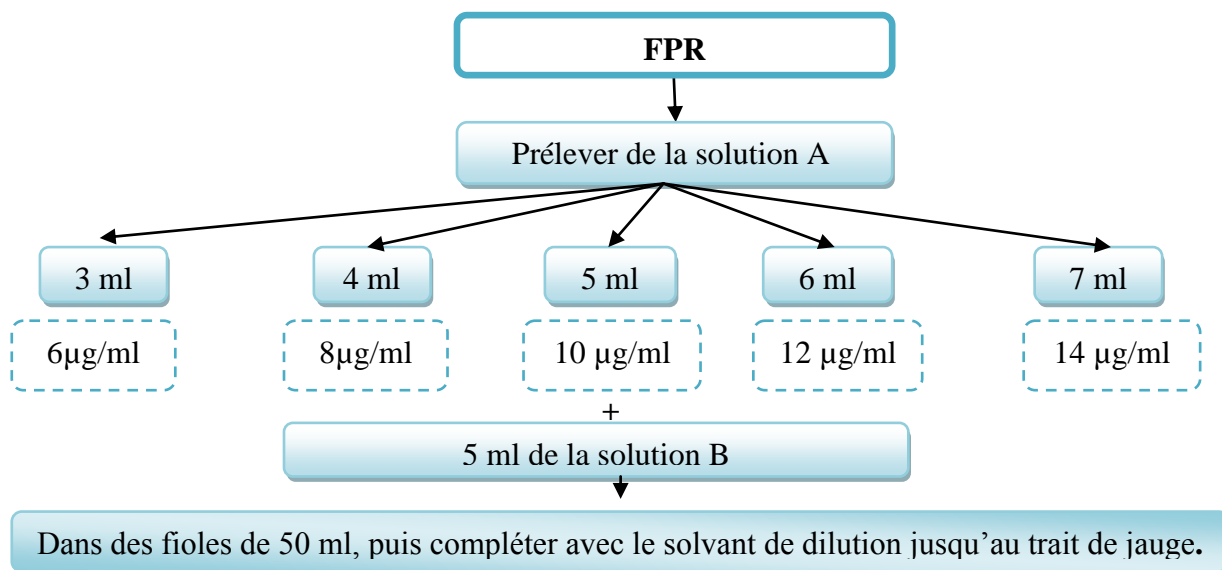 FPR
Prélever de la solution A
3 ml
4 ml
5 ml
6 ml
7 ml
6µg/ml
8µg/ml
10 µg/ml
12 µg/ml
14 µg/ml
+
5 ml de la solution B
Dans des fioles de 50 ml, puis compléter avec le solvant de dilution jusqu’au trait de jauge.